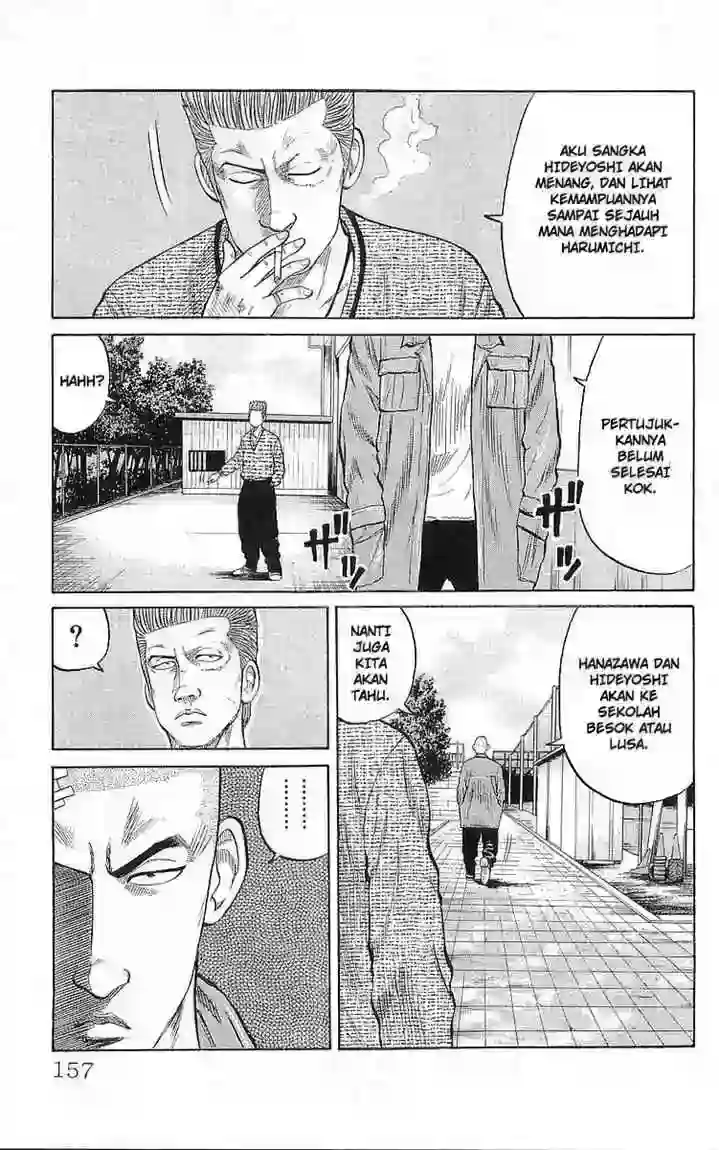 AKU SANGKA
HIDEYOSHI AKAN
MENANG, DAN LIHAT
KEMAMPUANNYA
SAMPAI SEJAUH
MANA MENGHADAPI
HARUMICHI.
PERTUJUK-
KANNYA
BELUM
SELESAI
KOK.
HAHH?
ザッ
ザッ
HANAZAWA DAN
HIDEYOSHI
AKAN KE
SEKOLAH
BESOK ATAU
LUSA.
NANTI
JUGA
KITA
AKAN
TAHU.
?
…………
157